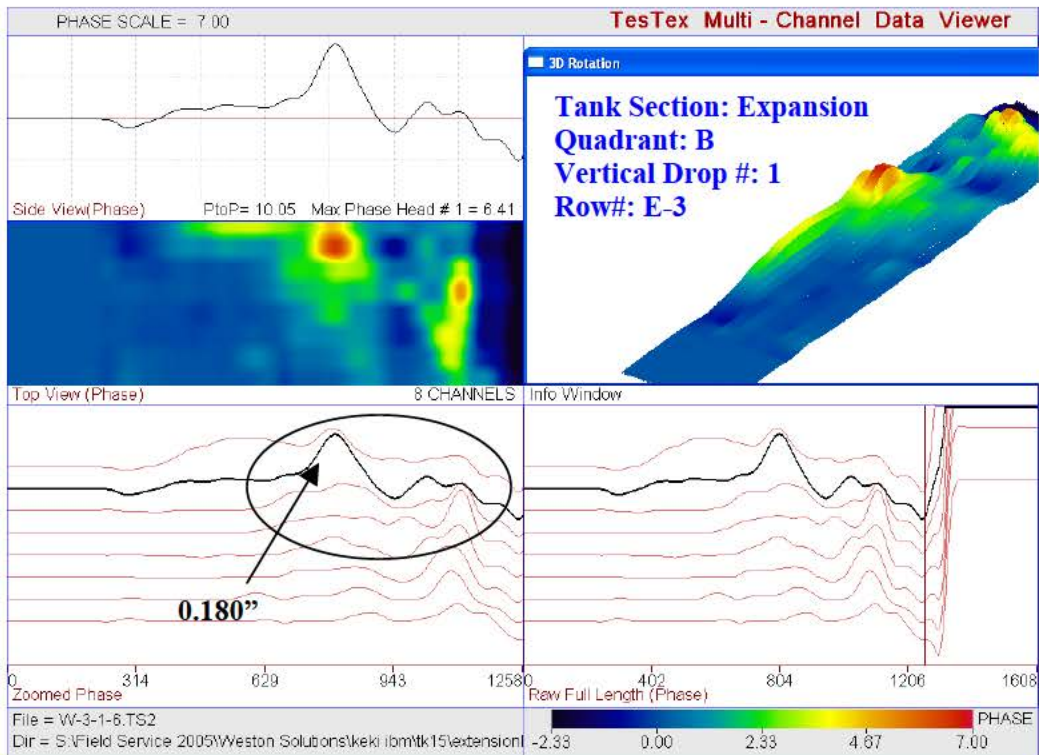 PHASE SCALE = 7.00
TesTex Multi - Channel Data Viewer
3D Rotation
Tank Section: Expansion
Quadrant: B
Vertical Drop #: 1
Row#: E-3
Side View(Phase) PtoP= 10.05 Max Phase Head # 1 = 6.41
Top View (Phase) 8 CHANNELS
Info Window
0.180”
0 314 629 943 1258
Zoomed Phase
0 402 804 1206 1608
Raw Full Length (Phase)
File = W-3-1-6.TS2
Dir = S:\Field Service 2005\Weston Solutions\keki ibm\tk15\extension
PHASE
-2.33 0.00 2.33 4.67 7.00